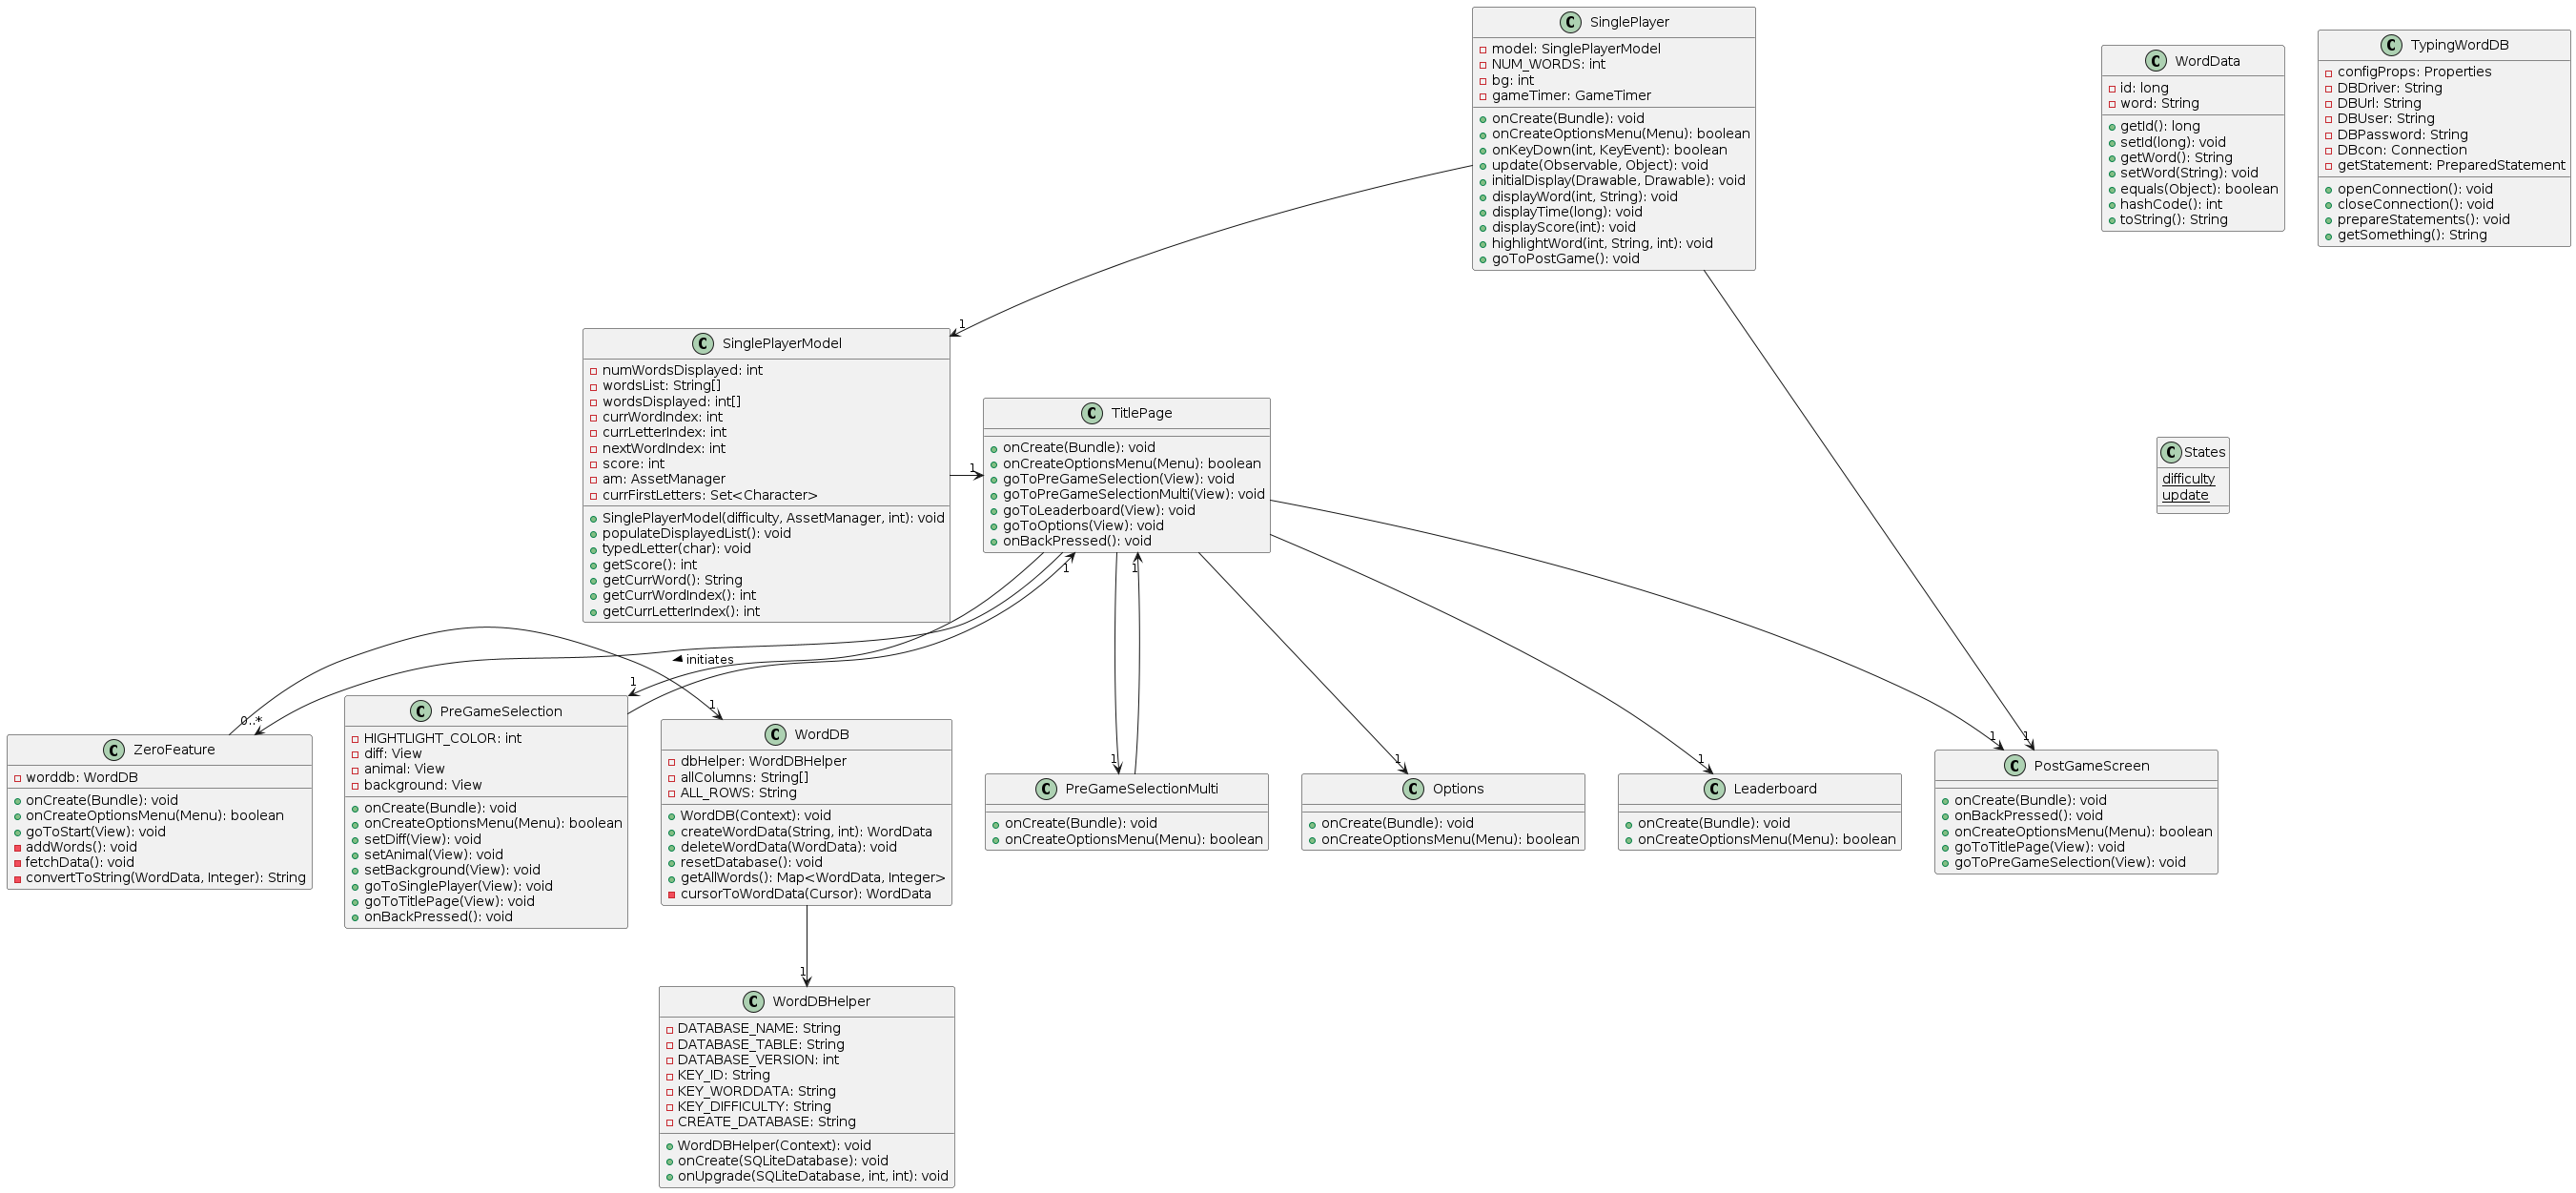 SinglePlayer
model: SinglePlayerModel
NUM_WORDS: int
bg: int
gameTimer: GameTimer
onCreate(Bundle): void
onCreateOptionsMenu(Menu): boolean
onKeyDown(int, KeyEvent): boolean
update(Observable, Object): void
initialDisplay(Drawable, Drawable): void
displayWord(int, String): void
displayTime(long): void
displayScore(int): void
highlightWord(int, String, int): void
goToPostGame(): void
WordData
id: long
word: String
getId(): long
setId(long): void
getWord(): String
setWord(String): void
equals(Object): boolean
hashCode(): int
toString(): String
TypingWordDB
configProps: Properties
DBDriver: String
DBUrl: String
DBUser: String
DBPassword: String
DBcon: Connection
getStatement: PreparedStatement
openConnection(): void
closeConnection(): void
prepareStatements(): void
getSomething(): String
1
SinglePlayerModel
numWordsDisplayed: int
wordsList: String[]
wordsDisplayed: int[]
currWordIndex: int
currLetterIndex: int
nextWordIndex: int
score: int
am: AssetManager
currFirstLetters: Set<Character>
SinglePlayerModel(difficulty, AssetManager, int): void
populateDisplayedList(): void
typedLetter(char): void
getScore(): int
getCurrWord(): String
getCurrWordIndex(): int
getCurrLetterIndex(): int
1
TitlePage
onCreate(Bundle): void
onCreateOptionsMenu(Menu): boolean
goToPreGameSelection(View): void
goToPreGameSelectionMulti(View): void
goToLeaderboard(View): void
goToOptions(View): void
onBackPressed(): void
States
difficulty
update
1
1
initiates
1
0..*
1
1
1
1
1
1
ZeroFeature
worddb: WordDB
onCreate(Bundle): void
onCreateOptionsMenu(Menu): boolean
goToStart(View): void
addWords(): void
fetchData(): void
convertToString(WordData, Integer): String
PreGameSelection
HIGHTLIGHT_COLOR: int
diff: View
animal: View
background: View
onCreate(Bundle): void
onCreateOptionsMenu(Menu): boolean
setDiff(View): void
setAnimal(View): void
setBackground(View): void
goToSinglePlayer(View): void
goToTitlePage(View): void
onBackPressed(): void
WordDB
dbHelper: WordDBHelper
allColumns: String[]
ALL_ROWS: String
WordDB(Context): void
createWordData(String, int): WordData
deleteWordData(WordData): void
resetDatabase(): void
getAllWords(): Map<WordData, Integer>
cursorToWordData(Cursor): WordData
PreGameSelectionMulti
onCreate(Bundle): void
onCreateOptionsMenu(Menu): boolean
Options
onCreate(Bundle): void
onCreateOptionsMenu(Menu): boolean
Leaderboard
onCreate(Bundle): void
onCreateOptionsMenu(Menu): boolean
PostGameScreen
onCreate(Bundle): void
onBackPressed(): void
onCreateOptionsMenu(Menu): boolean
goToTitlePage(View): void
goToPreGameSelection(View): void
1
WordDBHelper
DATABASE_NAME: String
DATABASE_TABLE: String
DATABASE_VERSION: int
KEY_ID: String
KEY_WORDDATA: String
KEY_DIFFICULTY: String
CREATE_DATABASE: String
WordDBHelper(Context): void
onCreate(SQLiteDatabase): void
onUpgrade(SQLiteDatabase, int, int): void